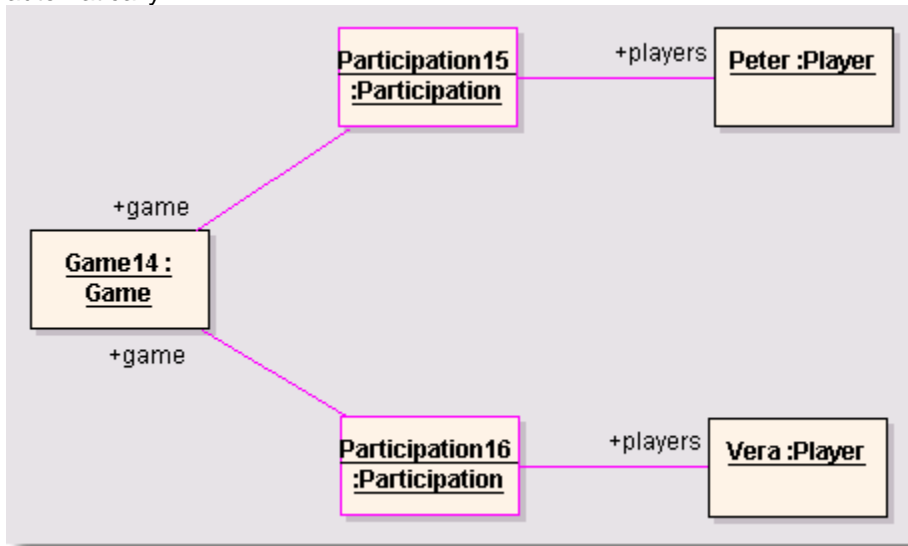 Participation15
:Participation
+players
Peter :Player
+game
Game14 :
Game
+game
Participation16
:Participation
+players
Vera :Player